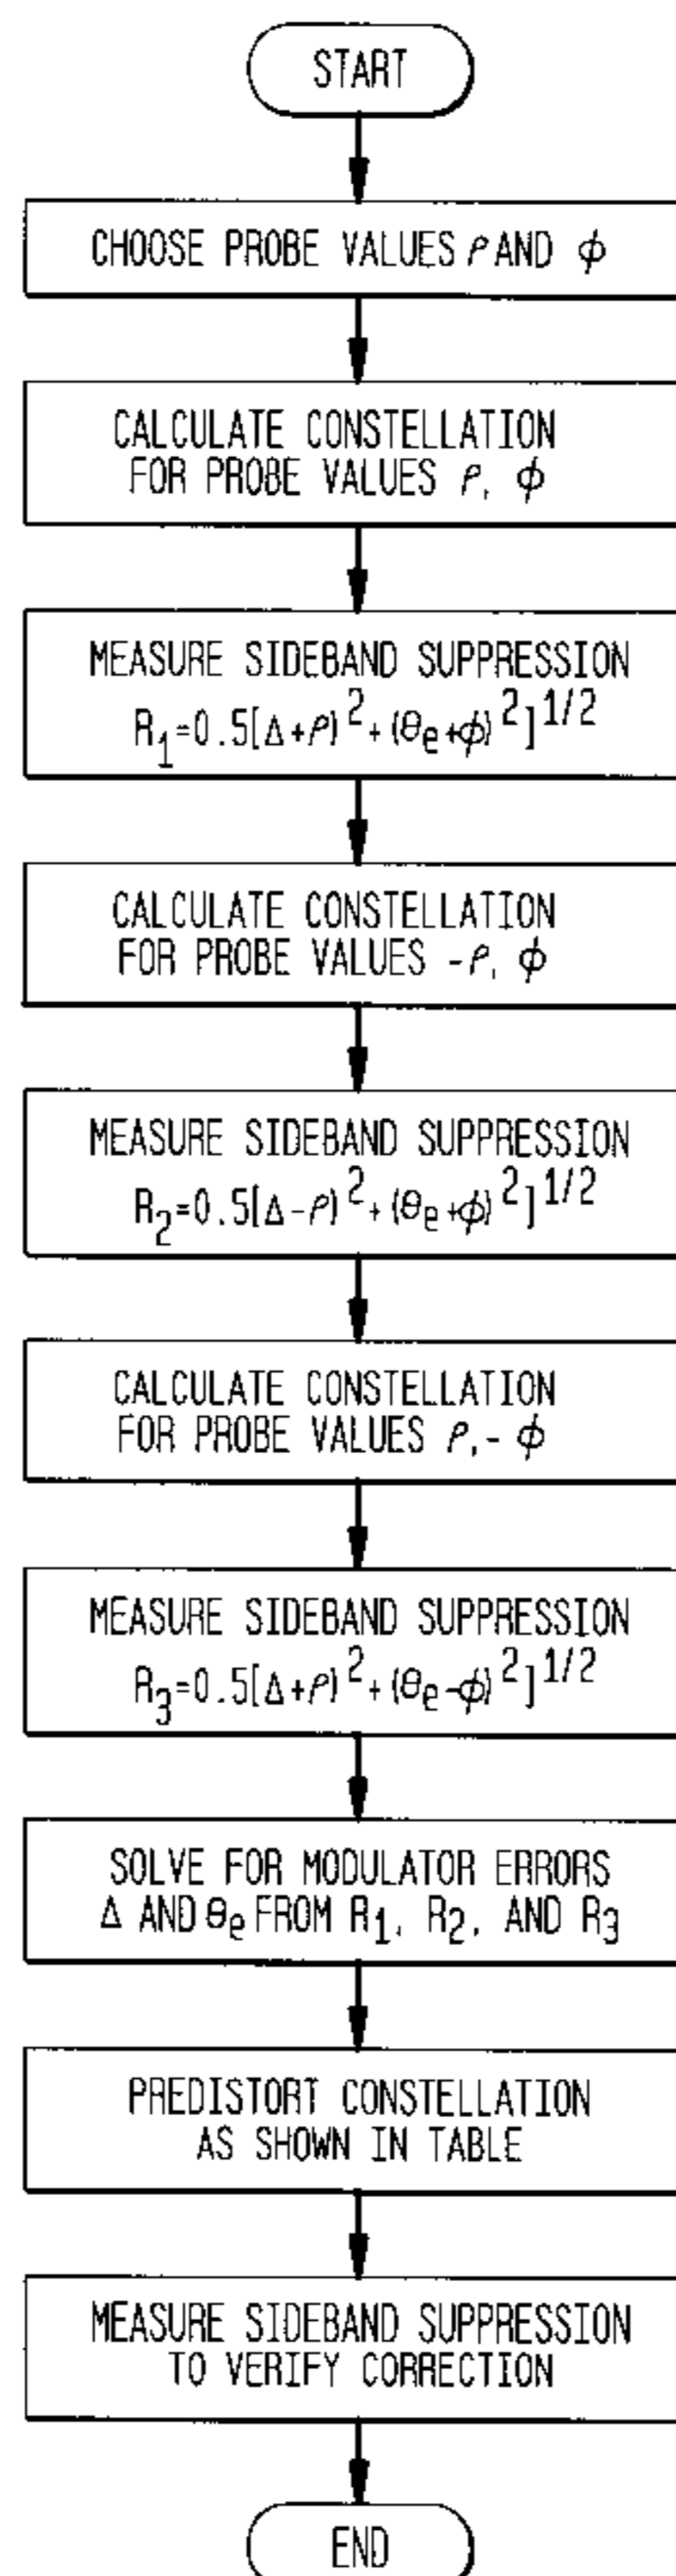 START
CHOOSE PROBE VALUES ρ AND ϕ
CALCULATE CONSTELLATION
FOR PROBE VALUES ρ, ϕ
MEASURE SIDEBAND SUPPRESSION
R₁=0.5[Δ+ρ)²+(θₑ+ϕ)²]^1/2
CALCULATE CONSTELLATION
FOR PROBE VALUES -ρ, ϕ
MEASURE SIDEBAND SUPPRESSION
R₂=0.5[Δ-ρ)²+(θₑ+ϕ)²]^1/2
CALCULATE CONSTELLATION
FOR PROBE VALUES ρ,-ϕ
MEASURE SIDEBAND SUPPRESSION
R₃=0.5[Δ+ρ)²+(θₑ-ϕ)²]^1/2
SOLVE FOR MODULATOR ERRORS
Δ AND θₑ FROM R₁, R₂, AND R₃
PREDISTORT CONSTELLATION
AS SHOWN IN TABLE
MEASURE SIDEBAND SUPPRESSION
TO VERIFY CORRECTION
END